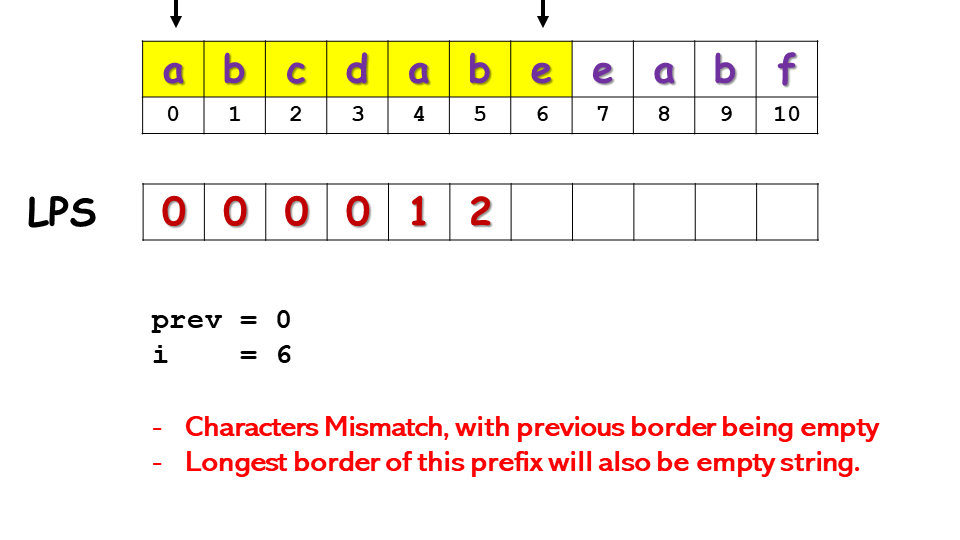 a b c d a b e e a b f
0 1 2 3 4 5 6 7 8 9 10
LPS 0 0 0 0 1 2
prev = 0
i = 6
- Characters Mismatch, with previous border being empty
- Longest border of this prefix will also be empty string.